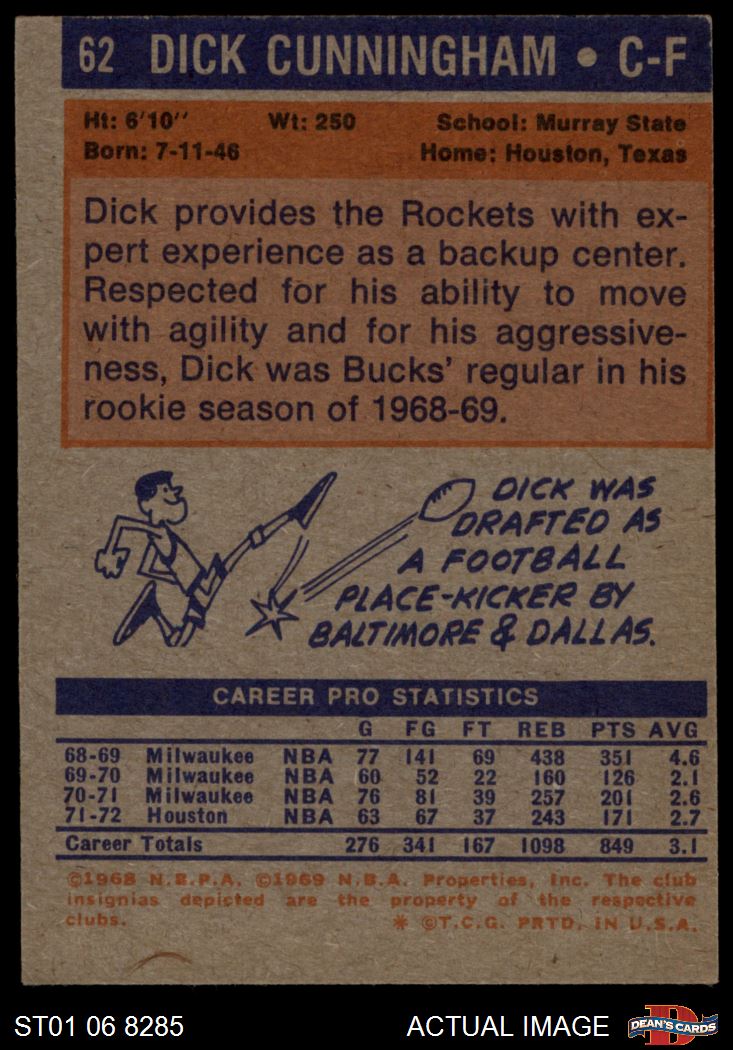 62 DICK CUNNINGHAM • C-F
Ht: 6'10'' Wt: 250 School: Murray State
Born: 7-11-46 Home: Houston, Texas
Dick provides the Rockets with ex-
pert experience as a backup center.
Respected for his ability to move
with agility and for his aggressive-
ness, Dick was Bucks' regular in his
rookie season of 1968-69.
DICK WAS
DRAFTED AS
A FOOTBALL
PLACE-KICKER BY
BALTIMORE & DALLAS.
CAREER PRO STATISTICS
G FG FT REB PTS AVG
68-69 Milwaukee NBA 77 141 69 438 351 4.6
69-70 Milwaukee NBA 60 52 22 160 126 2.1
70-71 Milwaukee NBA 76 81 39 257 201 2.6
71-72 Houston NBA 63 67 37 243 171 2.7
Career Totals 276 341 167 1098 849 3.1
©1968 N.B.P.A. ©1969 N.B.A. Properties, Inc. The club
insignias depicted are the property of the respective
clubs. * ©T.C.G. PRTD. IN U.S.A.
ST01 06 8285 ACTUAL IMAGE D DEAN'S CARDS